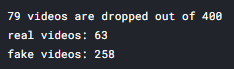 79 videos are dropped out of 400
real videos: 63
fake videos: 258